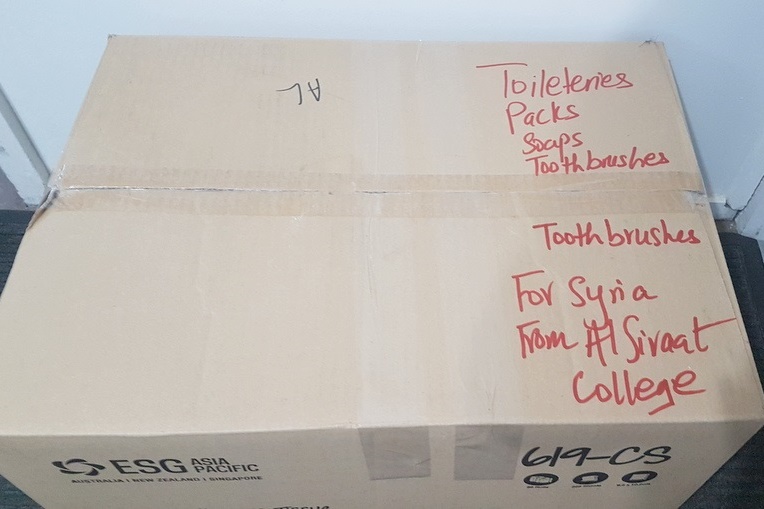 AL
Toileteries
Packs
Soaps
Toothbrushes
Toothbrushes
For Syria
From Al Siraat
College
ESG ASIA PACIFIC
AUSTRALIA | NEW ZEALAND | SINGAPORE
619-CS